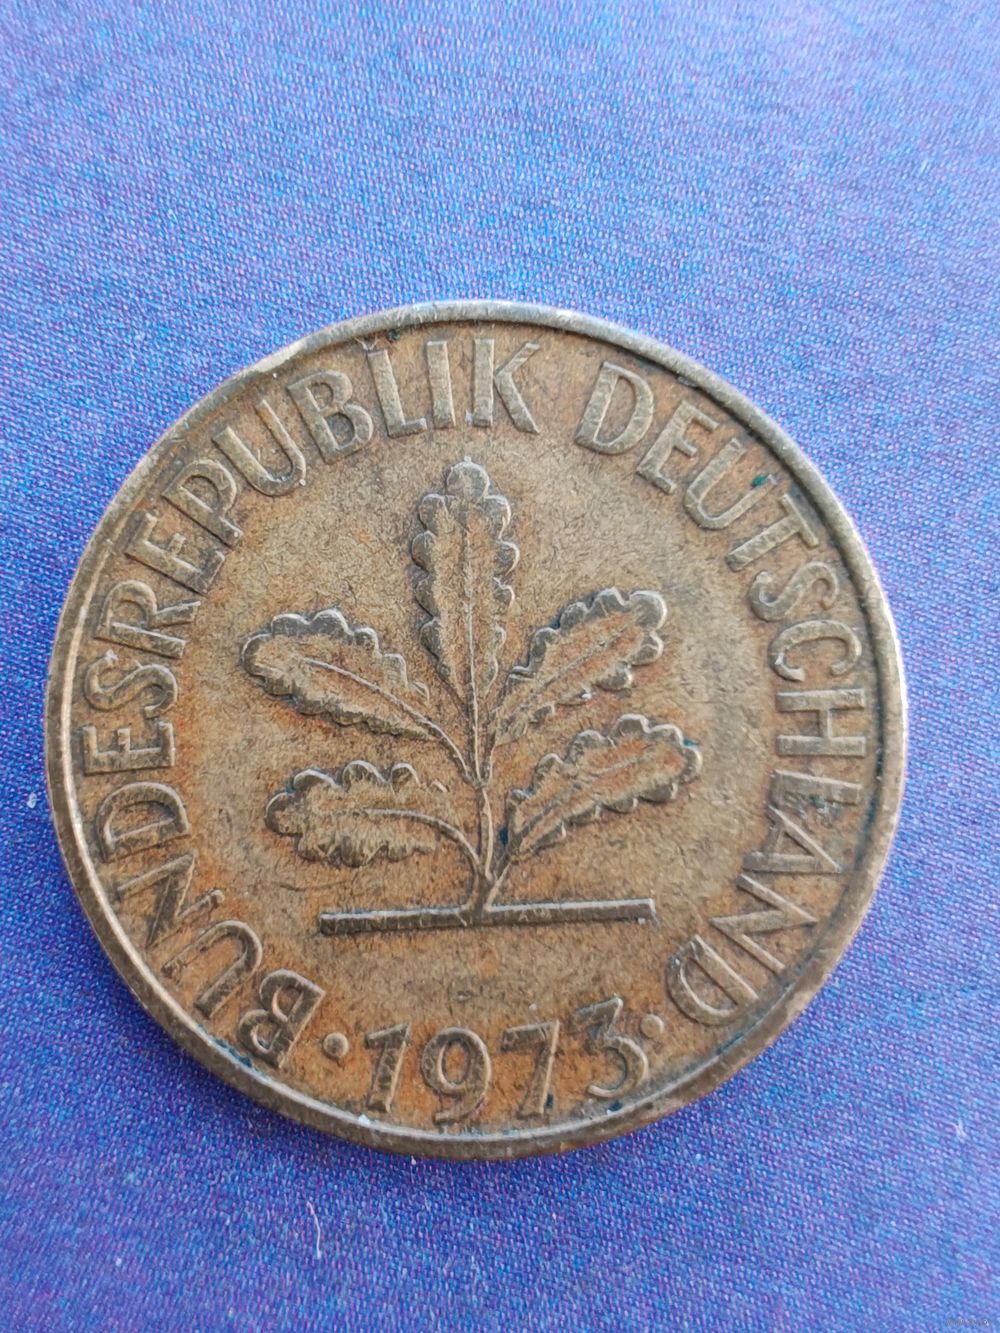 BUNDESREPUBLIK DEUTSCHLAND
· 1973 ·